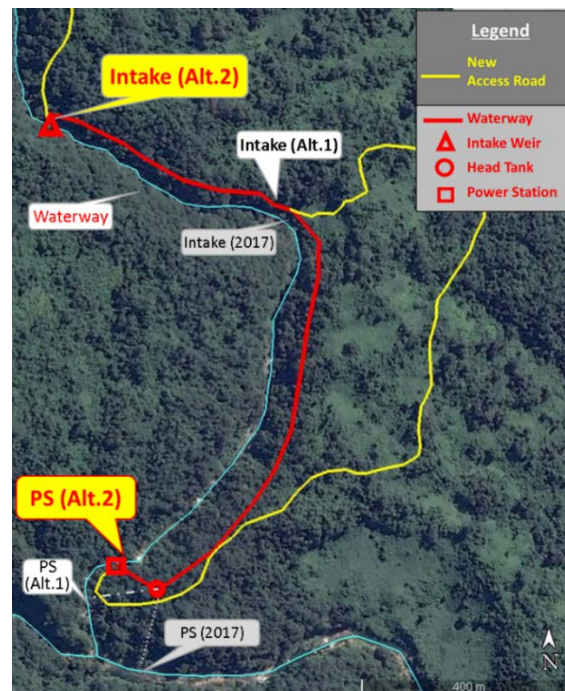 Legend
New
Access Road
Waterway
Intake Weir
Head Tank
Power Station
Intake (Alt.2)
Intake (Alt.1)
Waterway
Intake (2017)
PS (Alt.2)
PS
(Alt.1)
PS (2017)
N
400 m